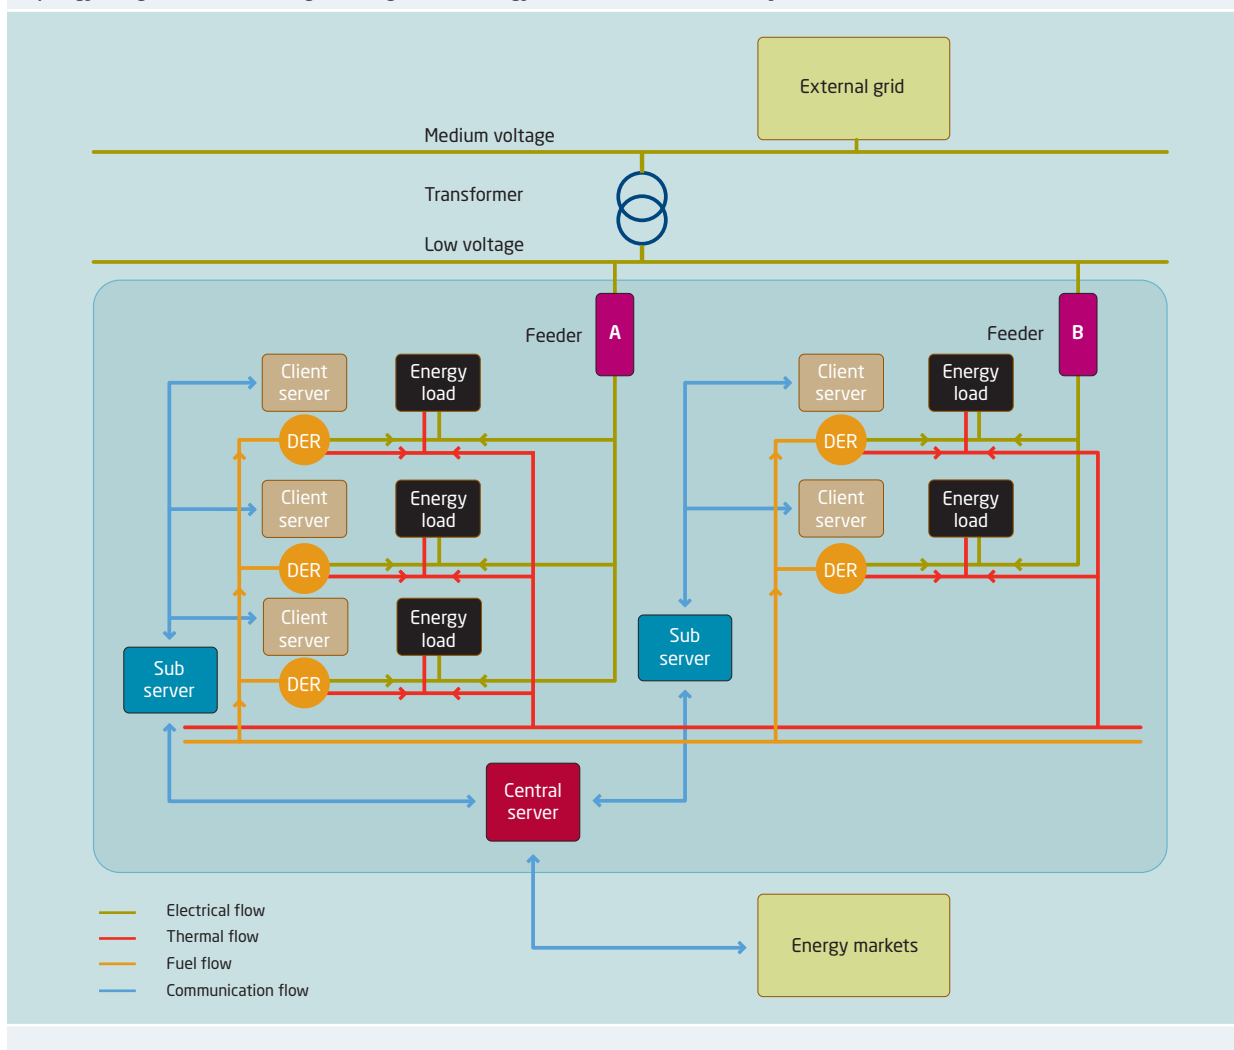 External grid
Medium voltage
Transformer
Low voltage
Feeder
A
Feeder
B
Client
server
Energy
load
DER
Client
server
Energy
load
DER
Client
server
Energy
load
DER
Sub
server
Client
server
Energy
load
DER
Client
server
Energy
load
DER
Sub
server
Central
server
Electrical flow
Thermal flow
Fuel flow
Communication flow
Energy markets